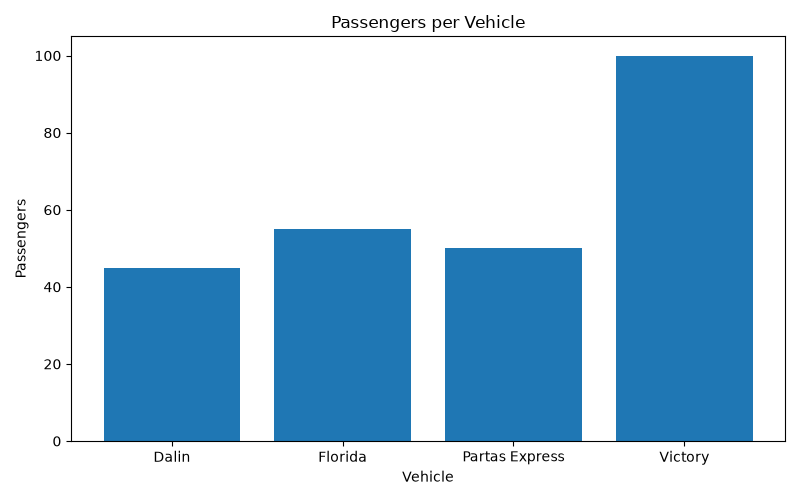 Passengers per Vehicle
100
80
60
40
20
0
Passengers
Dalin
Florida
Partas Express
Victory
Vehicle